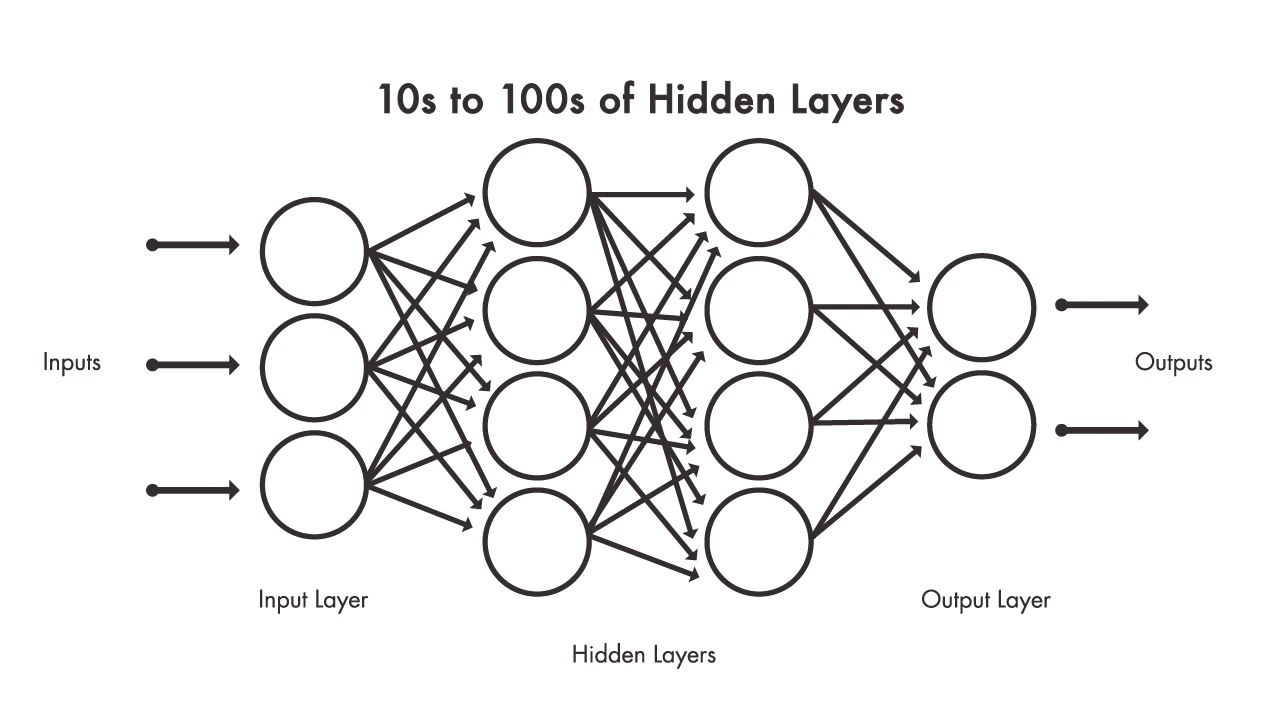 10s to 100s of Hidden Layers
Inputs
Outputs
Input Layer
Output Layer
Hidden Layers